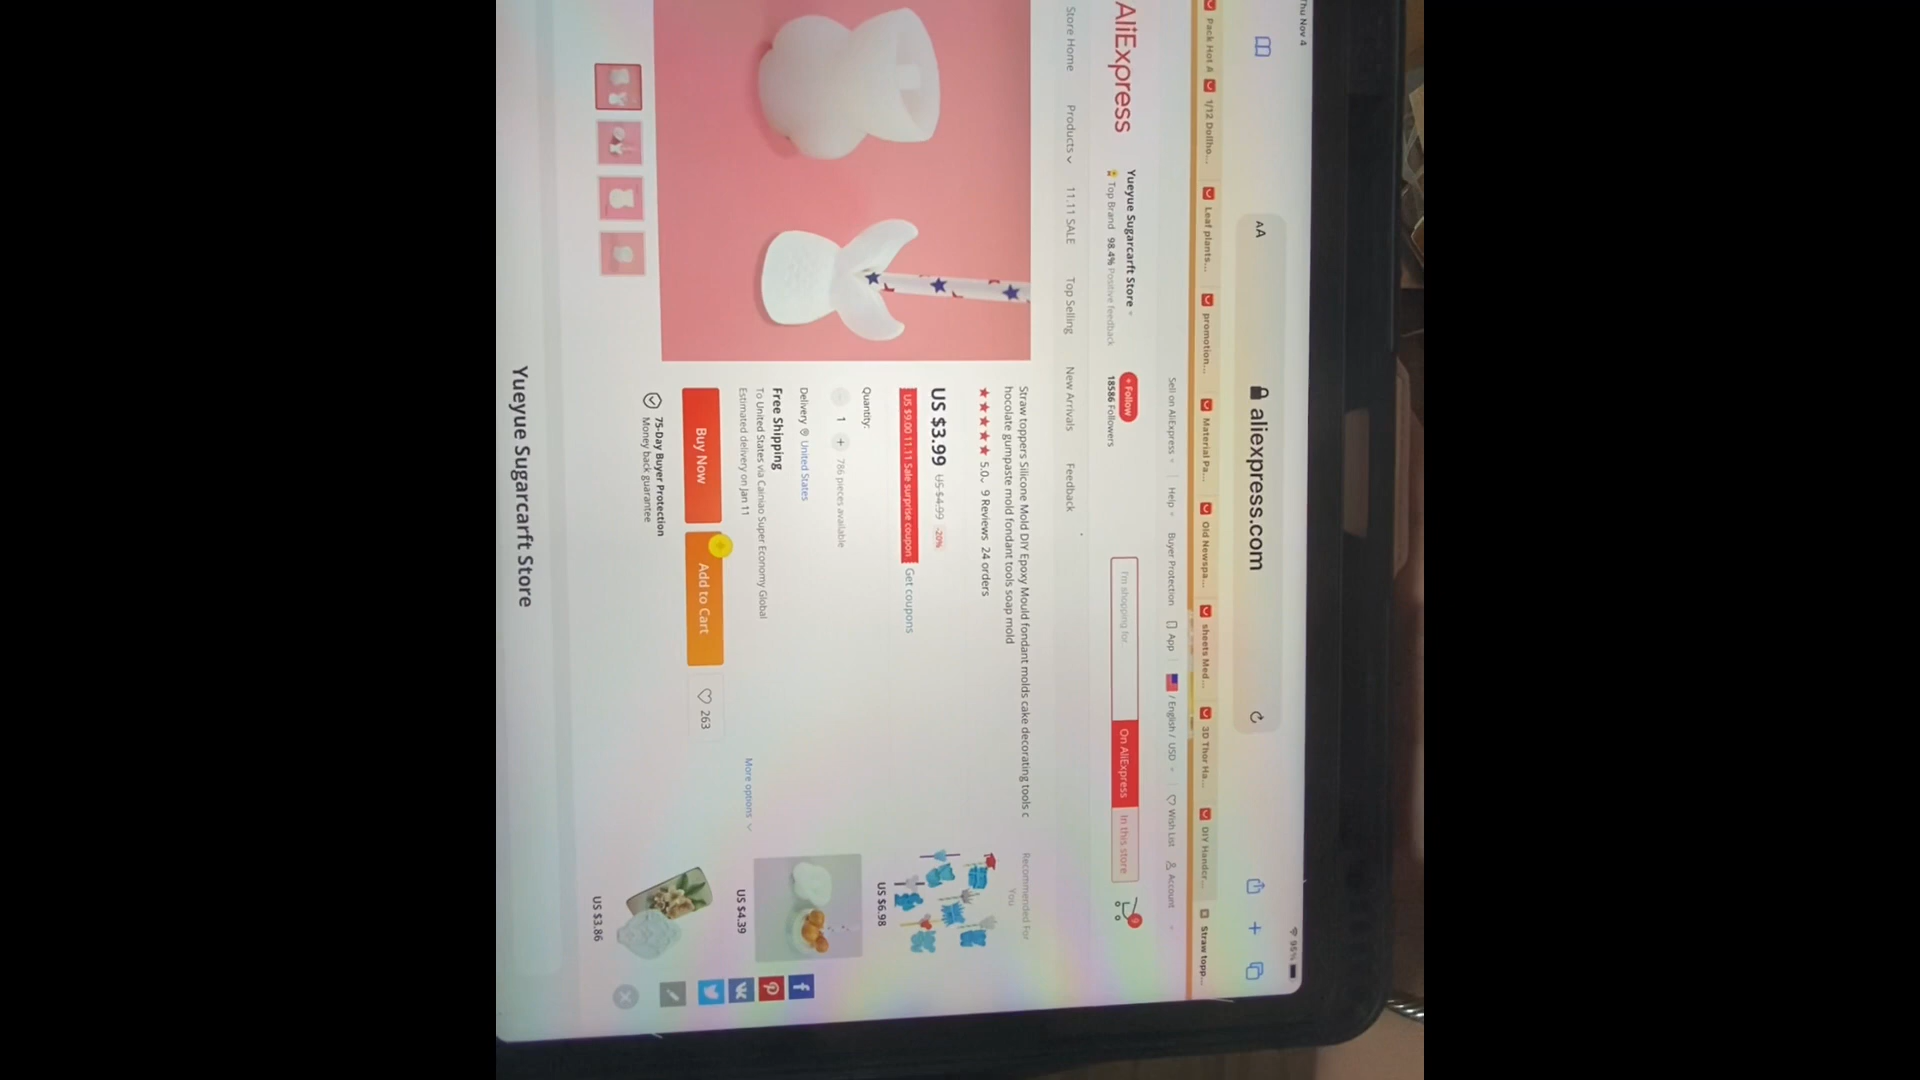 Thu Nov 4
95%
AA
aliexpress.com
Pack Hot A
1/12 Dollho...
Leaf plants...
promotion...
Material Pa...
Old Newspa...
sheets Med...
3D Thor Ha...
DIY Handcr...
Straw topp...
Sell on AliExpress
Help
Buyer Protection
App
/ English / USD
Wish List
Account
AliExpress
Yueyue Sugarcarft Store
Top Brand 98.4% Positive feedback
+ Follow
18586 Followers
I'm shopping for...
On AliExpress
In this store
9
Store Home
Products
11.11 SALE
Top Selling
New Arrivals
Feedback
Straw toppers Silicone Mold DIY Epoxy Mould fondant molds cake decorating tools c
hocolate gumpaste mold fondant tools soap mold
5.0 9 Reviews 24 orders
US $3.99 US $4.99 -20%
US $9.00 11.11 Sale surprise coupon Get coupons
Quantity:
- 1 + 786 pieces available
Delivery United States
Free Shipping
To United States via Cainiao Super Economy Global
Estimated delivery on Jan 11
More options
Buy Now
Add to Cart
263
75-Day Buyer Protection
Money back guarantee
Recommended For
You
US $6.98
US $4.39
US $3.86
Yueyue Sugarcarft Store